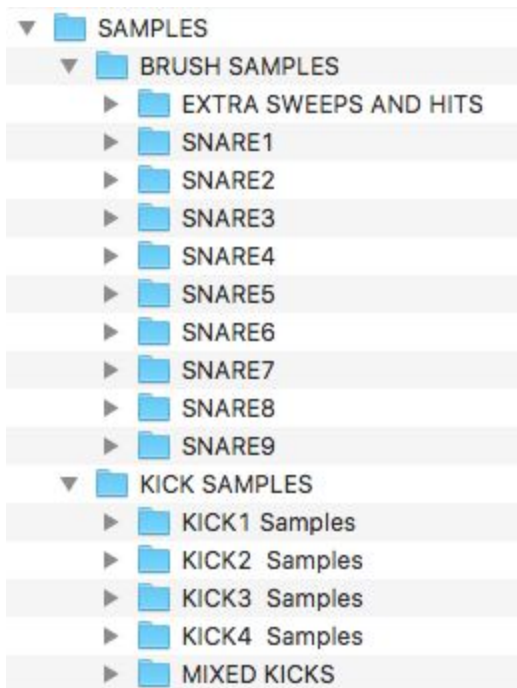 SAMPLES
BRUSH SAMPLES
EXTRA SWEEPS AND HITS
SNARE1
SNARE2
SNARE3
SNARE4
SNARE5
SNARE6
SNARE7
SNARE8
SNARE9
KICK SAMPLES
KICK1 Samples
KICK2  Samples
KICK3  Samples
KICK4  Samples
MIXED KICKS